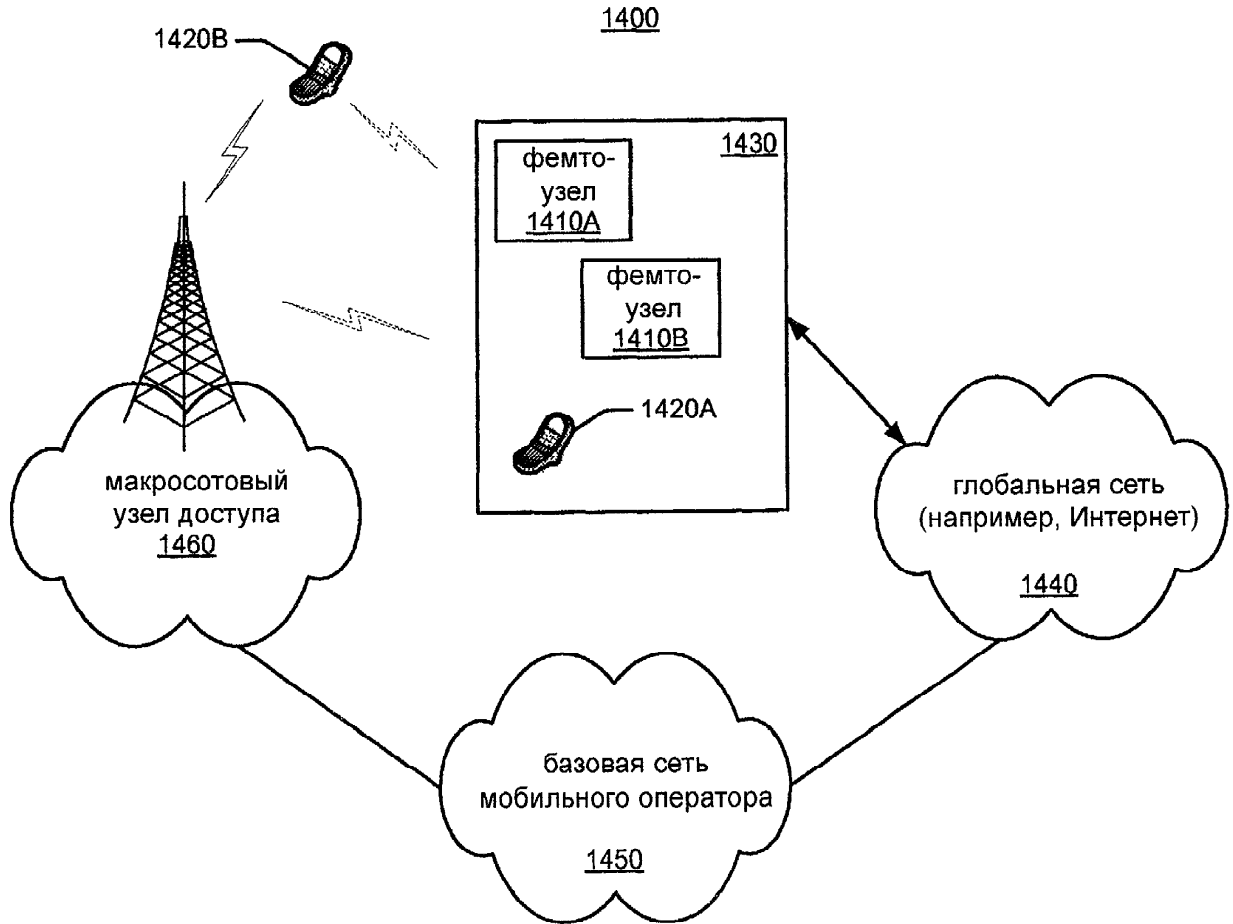 1400
1420B
1430
фемто-
узел
1410A
фемто-
узел
1410B
1420A
макросотовый
узел доступа
1460
глобальная сеть
(например, Интернет)
1440
базовая сеть
мобильного оператора
1450